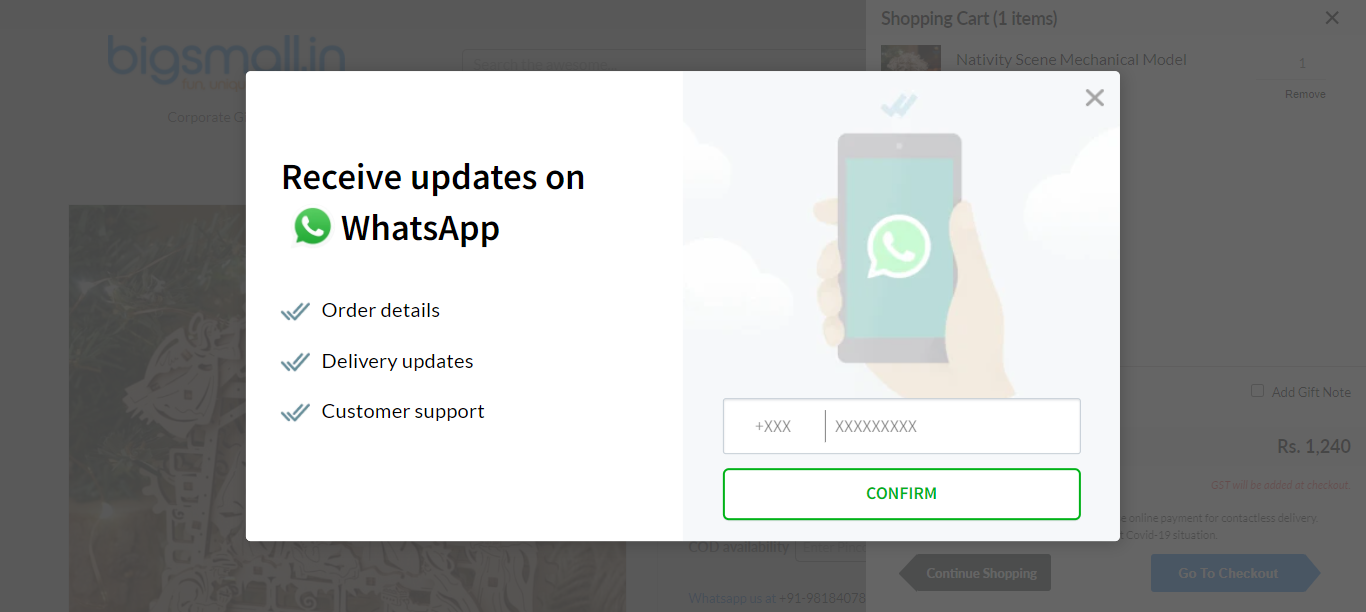 Shopping Cart (1 items)
bigsmall.in
Search the awesome...
Nativity Scene Mechanical Model
1
Remove
Corporate G
Receive updates on
WhatsApp
Order details
Delivery updates
Customer support
+XXX
XXXXXXXXX
CONFIRM
Add Gift Note
Rs. 1,240
GST will be added at checkout.
e online payment for contactless delivery.
t Covid-19 situation.
COD availability
Continue Shopping
Go To Checkout
Whatsapp us at +91-98184078